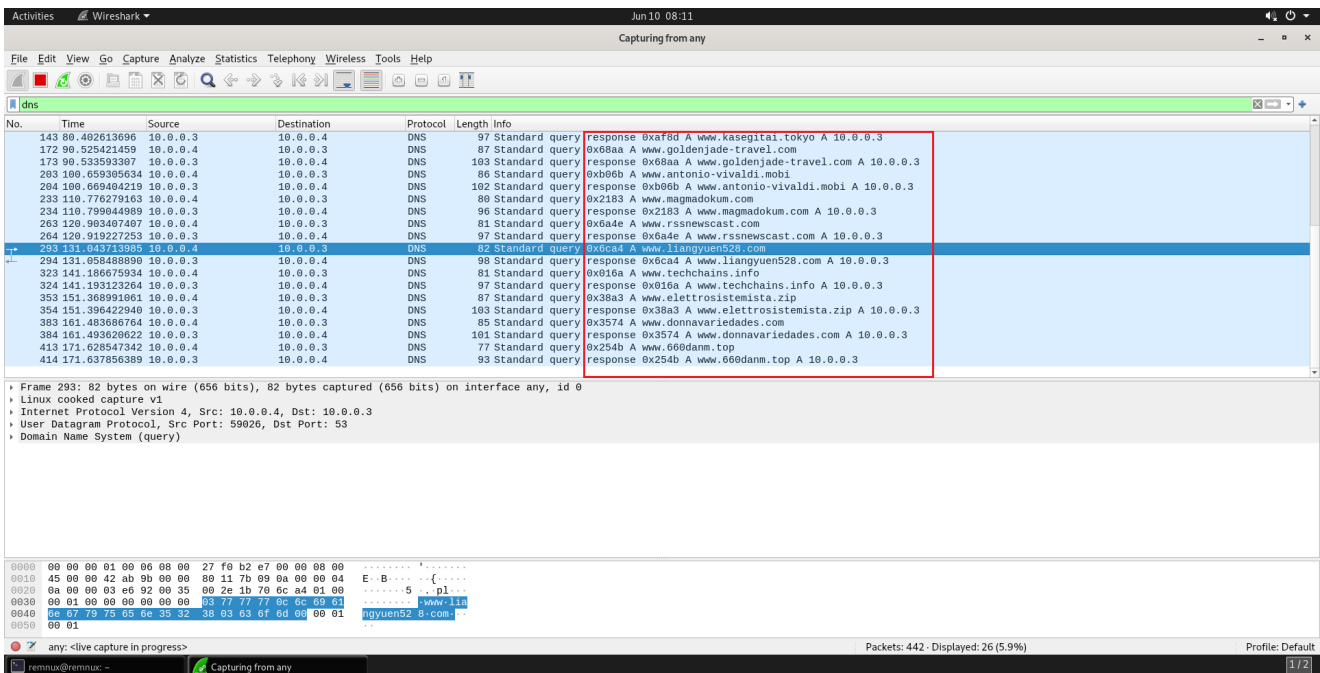 Activities Wireshark Jun 10 08:11
Capturing from any
File Edit View Go Capture Analyze Statistics Telephony Wireless Tools Help
dns
No. Time Source Destination Protocol Length Info
143 80.402613696 10.0.0.3 10.0.0.4 DNS 97 Standard query response 0xaf8d A www.kasegitai.tokyo A 10.0.0.3
172 90.525421459 10.0.0.4 10.0.0.3 DNS 87 Standard query 0x68aa A www.goldenjade-travel.com
173 90.533593307 10.0.0.3 10.0.0.4 DNS 103 Standard query response 0x68aa A www.goldenjade-travel.com A 10.0.0.3
203 100.659305634 10.0.0.4 10.0.0.3 DNS 86 Standard query 0xb06b A www.antonio-vivaldi.mobi
204 100.669404219 10.0.0.3 10.0.0.4 DNS 102 Standard query response 0xb06b A www.antonio-vivaldi.mobi A 10.0.0.3
233 110.776279163 10.0.0.4 10.0.0.3 DNS 80 Standard query 0x2183 A www.magmadokum.com
234 110.799044989 10.0.0.3 10.0.0.4 DNS 96 Standard query response 0x2183 A www.magmadokum.com A 10.0.0.3
263 120.903407407 10.0.0.4 10.0.0.3 DNS 81 Standard query 0x6a4e A www.rssnewscast.com
264 120.919227253 10.0.0.3 10.0.0.4 DNS 97 Standard query response 0x6a4e A www.rssnewscast.com A 10.0.0.3
293 131.043713985 10.0.0.4 10.0.0.3 DNS 82 Standard query 0x6ca4 A www.liangyuen528.com
294 131.058488890 10.0.0.3 10.0.0.4 DNS 98 Standard query response 0x6ca4 A www.liangyuen528.com A 10.0.0.3
323 141.186675934 10.0.0.4 10.0.0.3 DNS 81 Standard query 0x016a A www.techchains.info
324 141.193123264 10.0.0.3 10.0.0.4 DNS 97 Standard query response 0x016a A www.techchains.info A 10.0.0.3
353 151.368991061 10.0.0.4 10.0.0.3 DNS 87 Standard query 0x38a3 A www.elettrosistemista.zip
354 151.396422940 10.0.0.3 10.0.0.4 DNS 103 Standard query response 0x38a3 A www.elettrosistemista.zip A 10.0.0.3
383 161.483686764 10.0.0.4 10.0.0.3 DNS 85 Standard query 0x3574 A www.donnavariedades.com
384 161.493620622 10.0.0.3 10.0.0.4 DNS 101 Standard query response 0x3574 A www.donnavariedades.com A 10.0.0.3
413 171.628547342 10.0.0.4 10.0.0.3 DNS 77 Standard query 0x254b A www.660danm.top
414 171.637856389 10.0.0.3 10.0.0.4 DNS 93 Standard query response 0x254b A www.660danm.top A 10.0.0.3
Frame 293: 82 bytes on wire (656 bits), 82 bytes captured (656 bits) on interface any, id 0
Linux cooked capture v1
Internet Protocol Version 4, Src: 10.0.0.4, Dst: 10.0.0.3
User Datagram Protocol, Src Port: 59026, Dst Port: 53
Domain Name System (query)
0000 00 00 00 01 00 06 08 00 27 f0 b2 e7 00 00 08 00 ········ '·······
0010 45 00 00 42 ab 9b 00 00 80 11 7b 09 0a 00 00 04 E··B···· ··{·····
0020 0a 00 00 03 e6 92 00 35 00 2e 1b 70 6c a4 01 00 ·······5 ·.·pl···
0030 00 01 00 00 00 00 00 00 03 77 77 77 0c 6c 69 61 ········ ·www·lia
0040 6e 67 79 75 65 6e 35 32 38 03 63 6f 6d 00 00 01 ngyuen52 8·com···
0050 00 01 ··
any: <live capture in progress> Packets: 442 · Displayed: 26 (5.9%) Profile: Default
remnux@remnux: ~ Capturing from any 1 / 2